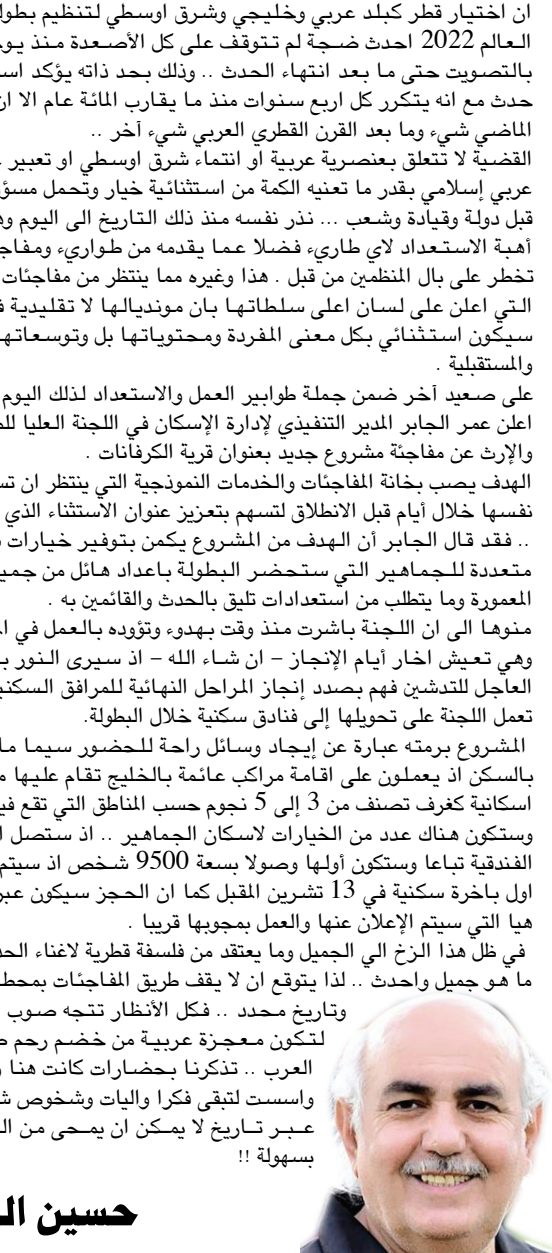 ان اختيار قطر كبلد عربي وخليجي وشرق اوسطي لتنظيم بطول
العالم 2022 احدث ضجة لم تتوقف على كل الأصعدة منذ يو
بالتصويت حتى ما بعد انتهاء الحدث .. وذلك بحد ذاته يؤكد اس
حدث مع انه يتكرر كل اربع سنوات منذ ما يقارب المائة عام الا ان
الماضي شيء وما بعد القرن القطري العربي شيء آخر ..
القضية لا تتعلق بعنصرية عربية او انتماء شرق اوسطي او تعبير
عربي إسلامي بقدر ما تعنيه الكمة من استثنائية خيار وتحمل مسؤ
قبل دولة وقيادة وشعب ... نذر نفسه منذ ذلك التاريخ الى اليوم وه
أهبة الاستعداد لاي طاريء فضلا عما يقدمه من طواريء ومفاج
تخطر على بال المنظمين من قبل . هذا وغيره مما ينتظر من مفاجئات
التي اعلن على لسان اعلى سلطاتها بان مونديالها لا تقليدية ف
سيكون استثنائي بكل معنى المفردة ومحتوياتها بل وتوسعاتها
والمستقبلية .
على صعيد آخر ضمن جملة طوابير العمل والاستعداد لذلك اليوم
اعلن عمر الجابر المدير التنفيذي لإدارة الإسكان في اللجنة العليا للم
والإرث عن مفاجئة مشروع جديد بعنوان قرية الكرفانات .
الهدف يصب بخانة المفاجئات والخدمات النموذجية التي ينتظر ان تس
نفسها خلال أيام قبل الانطلاق لتسهم بتعزيز عنوان الاستثناء الذي
.. فقد قال الجابر أن الهدف من المشروع يكمن بتوفير خيارات
متعددة للجماهير التي ستحضر البطولة باعداد هائل من جمي
المعمورة وما يتطلب من استعدادات تليق بالحدث والقائمين به .
منوها الى ان اللجنة باشرت منذ وقت بهدوء وتؤوده بالعمل في ا
وهي تعيش اخار أيام الإنجاز – ان شاء الله – اذ سيرى النور ب
العاجل للتدشين فهم بصدد إنجاز المراحل النهائية للمرافق السكني
تعمل اللجنة على تحويلها إلى فنادق سكنية خلال البطولة.
المشروع برمته عبارة عن إيجاد وسائل راحة للحضور سيما ما
بالسكن اذ يعملون على اقامة مراكب عائمة بالخليج تقام عليها م
اسكانية كغرف تصنف من 3 إلى 5 نجوم حسب المناطق التي تقع في
وستكون هناك عدد من الخيارات لاسكان الجماهير .. اذ ستصل ا
الفندقية تباعا وستكون أولها وصولا بسعة 9500 شخص اذ سيتم
اول باخرة سكنية في 13 تشرين المقبل كما ان الحجز سيكون عبر
هيا التي سيتم الإعلان عنها والعمل بمجوبها قريبا .
في ظل هذا الزخ الي الجميل وما يعتقد من فلسفة قطرية لاغناء الحد
ما هو جميل واحدث .. لذا يتوقع ان لا يقف طريق المفاجئات بمحط
وتاريخ محدد .. فكل الأنظار تتجه صوب
لتكون معجزة عربية من خضم رحم ص
العرب .. تذكرنا بحضارات كانت هنا
واسست لتبقى فكرا واليات وشخوص ش
عبر تاريخ لا يمكن ان يمحى من ال
بسهولة !!
حسين ال